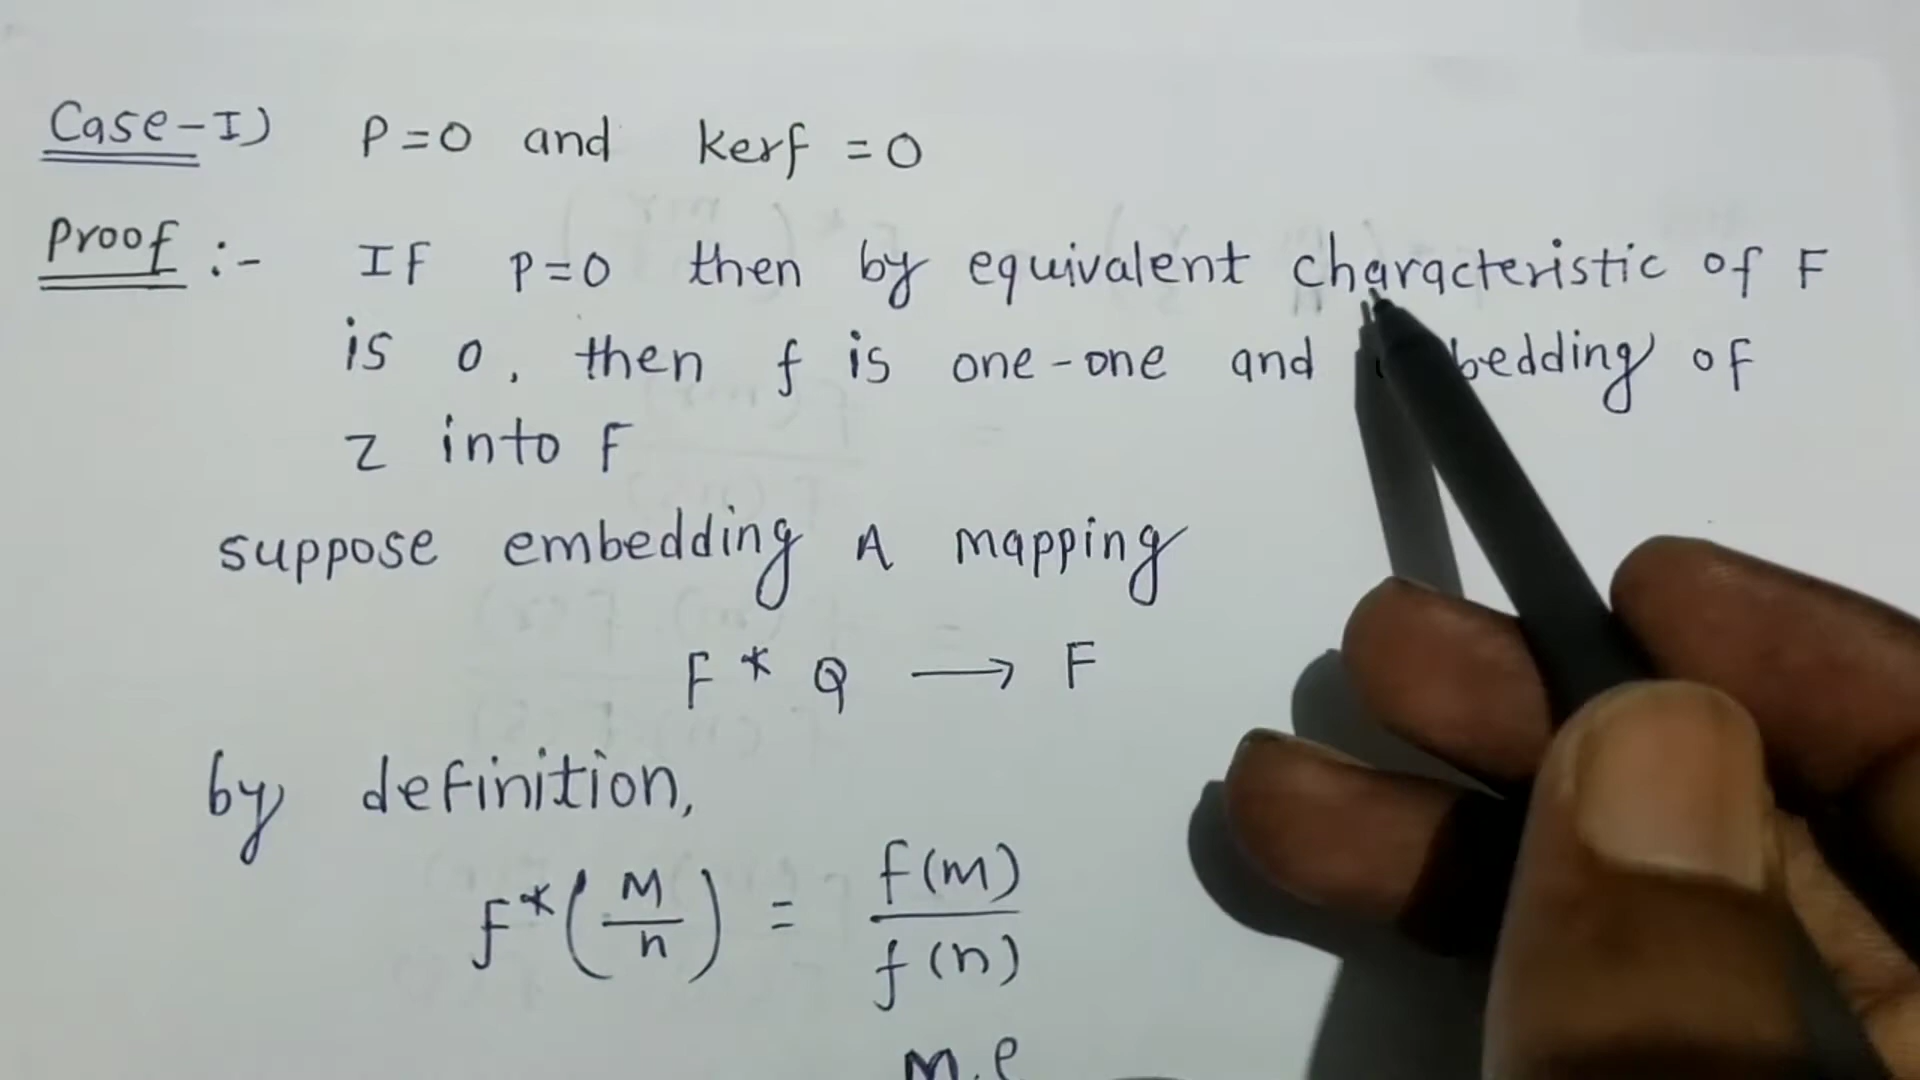 Case-I) P=0 and kerf =0
Proof :- IF P=0 then by equivalent characteristic of F
is 0, then f is one-one and bedding of
Z into F
suppose embedding A mapping
F * Q → F
by definition,
F*(M/n) = f(m)/f(n)
m.e